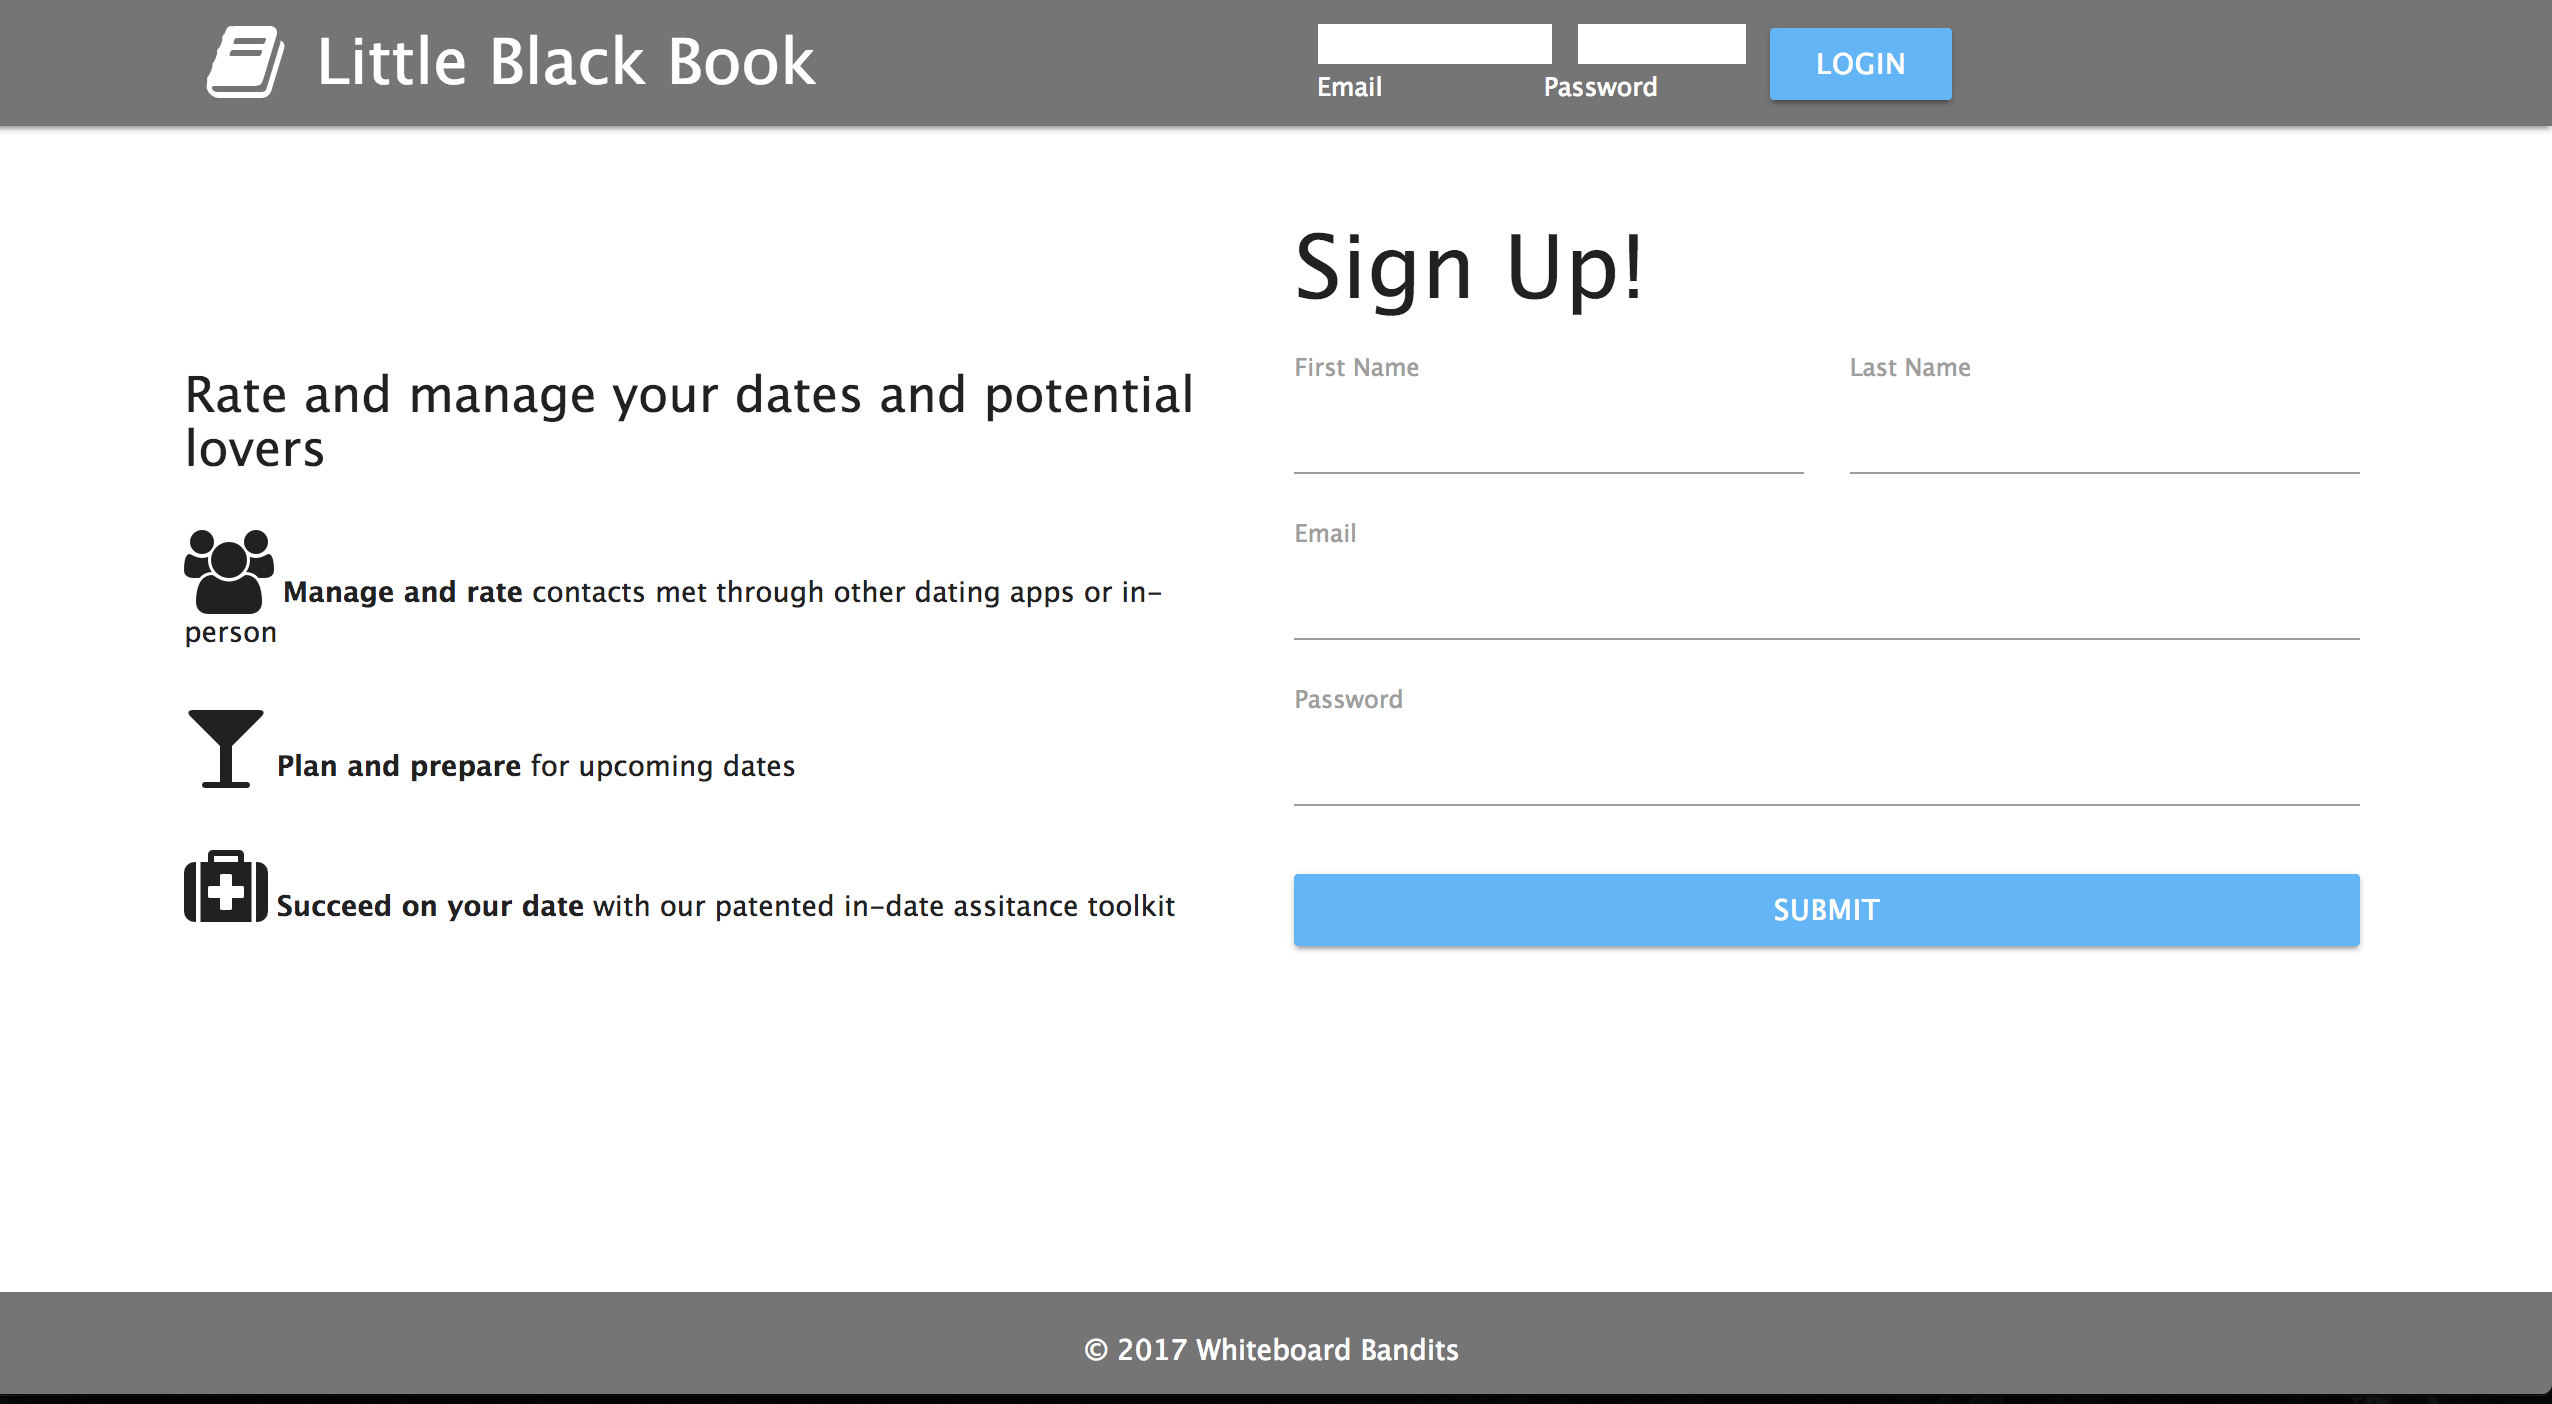 Little Black Book
Email
Password
LOGIN
Rate and manage your dates and potential
lovers
Manage and rate contacts met through other dating apps or in-
person
Plan and prepare for upcoming dates
Succeed on your date with our patented in-date assitance toolkit
Sign Up!
First Name
Last Name
Email
Password
SUBMIT
© 2017 Whiteboard Bandits